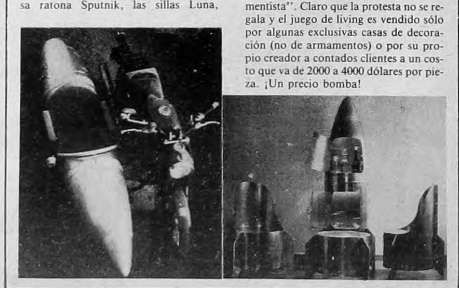 sa ratona Sputnik, las sillas Luna,
mentista". Claro que la protesta no se re-
gala y el juego de living es vendido sólo
por algunas exclusivas casas de decora-
ción (no de armamentos) o por su pro-
pio creador a contados clientes a un cos-
to que va de 2000 a 4000 dólares por pie-
za. ¡Un precio bomba!